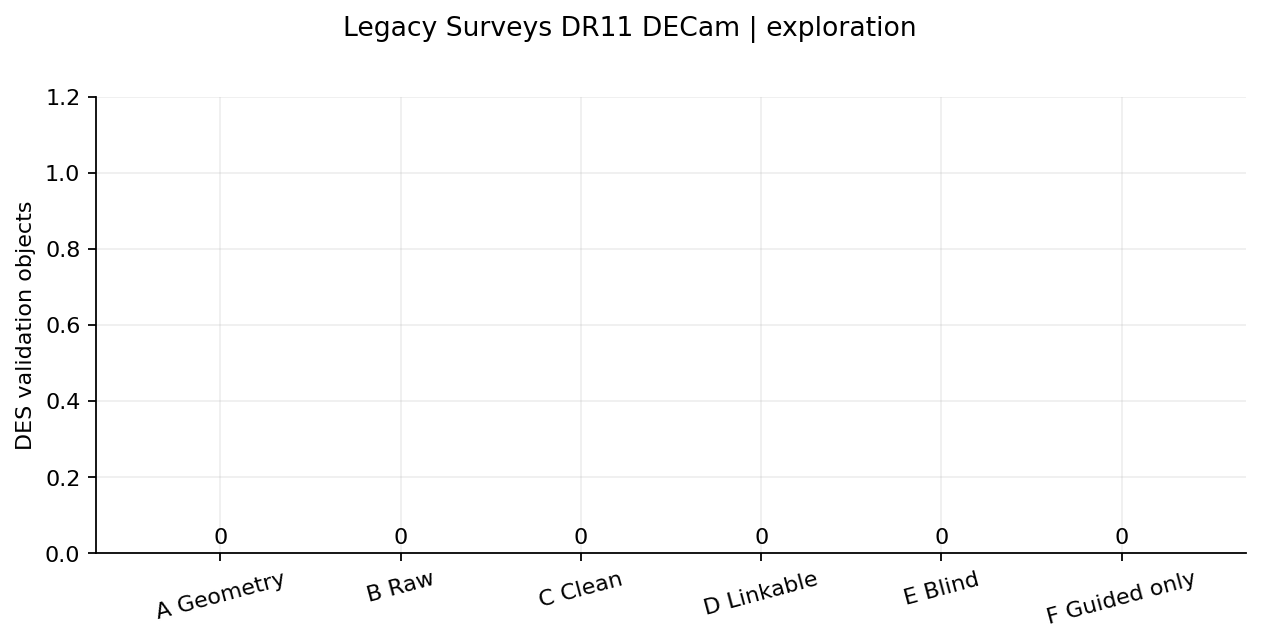 Legacy Surveys DR11 DECam | exploration
DES validation objects
1.2
1.0
0.8
0.6
0.4
0.2
0.0
0 0 0 0 0 0
A Geometry B Raw C Clean D Linkable E Blind F Guided only